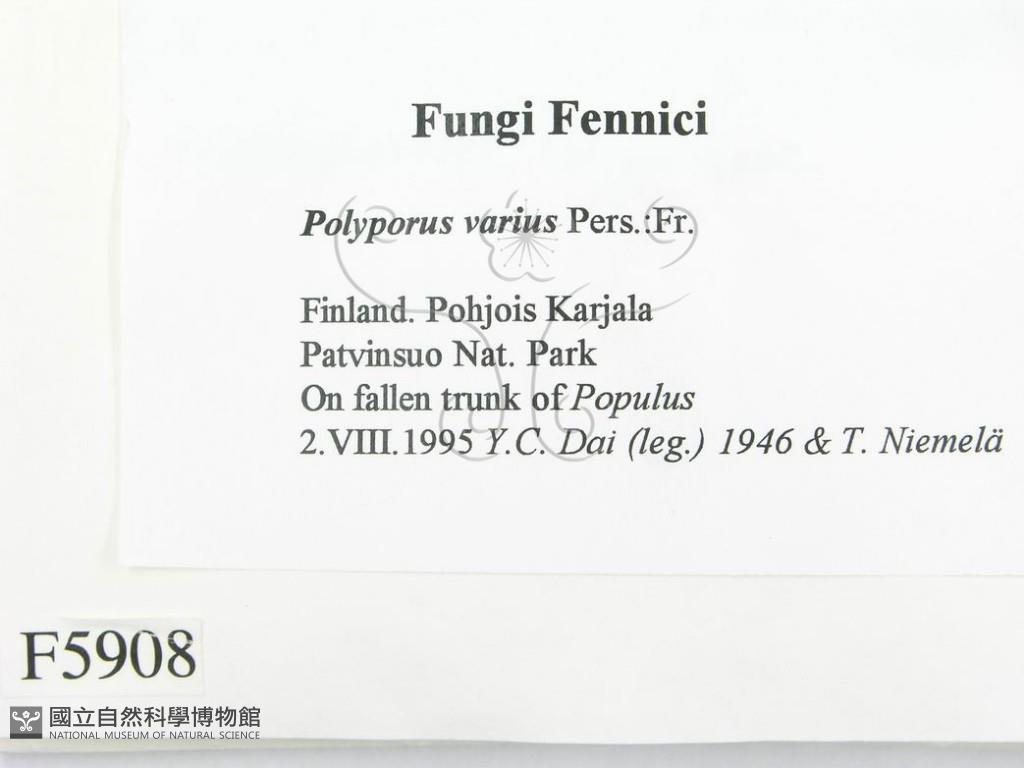 Fungi Fennici
Polyporus varius Pers.:Fr.
Finland. Pohjois Karjala
Patvinsuo Nat. Park
On fallen trunk of Populus
2.VIII.1995 Y.C. Dai (leg.) 1946 & T. Niemelä
F5908
國立自然科學博物館
NATIONAL MUSEUM OF NATURAL SCIENCE